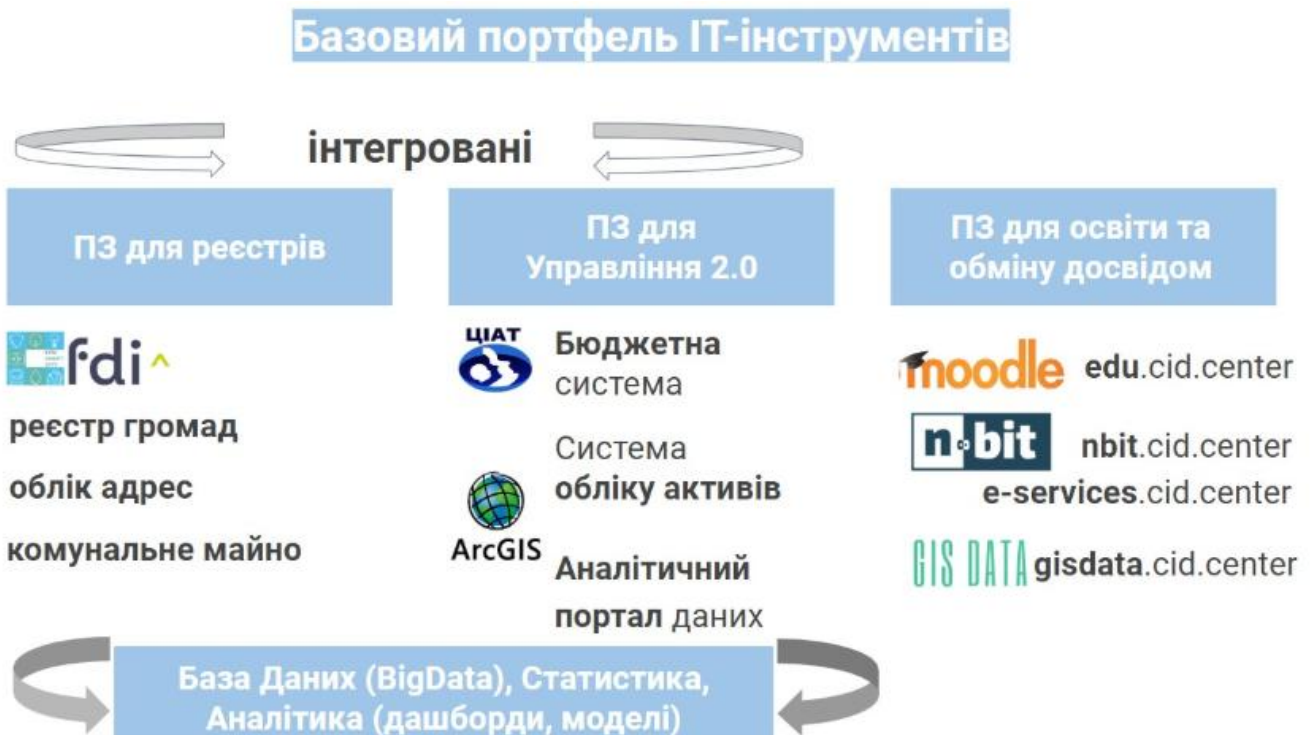 Базовий портфель ІТ-інструментів
інтегровані
ПЗ для реєстрів
fdi
реєстр громад
облік адрес
комунальне майно
ПЗ для
Управління 2.0
ЦІАТ
Бюджетна
система
Система
обліку активів
ArcGIS
Аналітичний
портал даних
ПЗ для освіти та
обміну досвідом
moodle edu.cid.center
n-bit nbit.cid.center
e-services.cid.center
GIS DATA gisdata.cid.center
База Даних (BigData), Статистика,
Аналітика (дашборди, моделі)